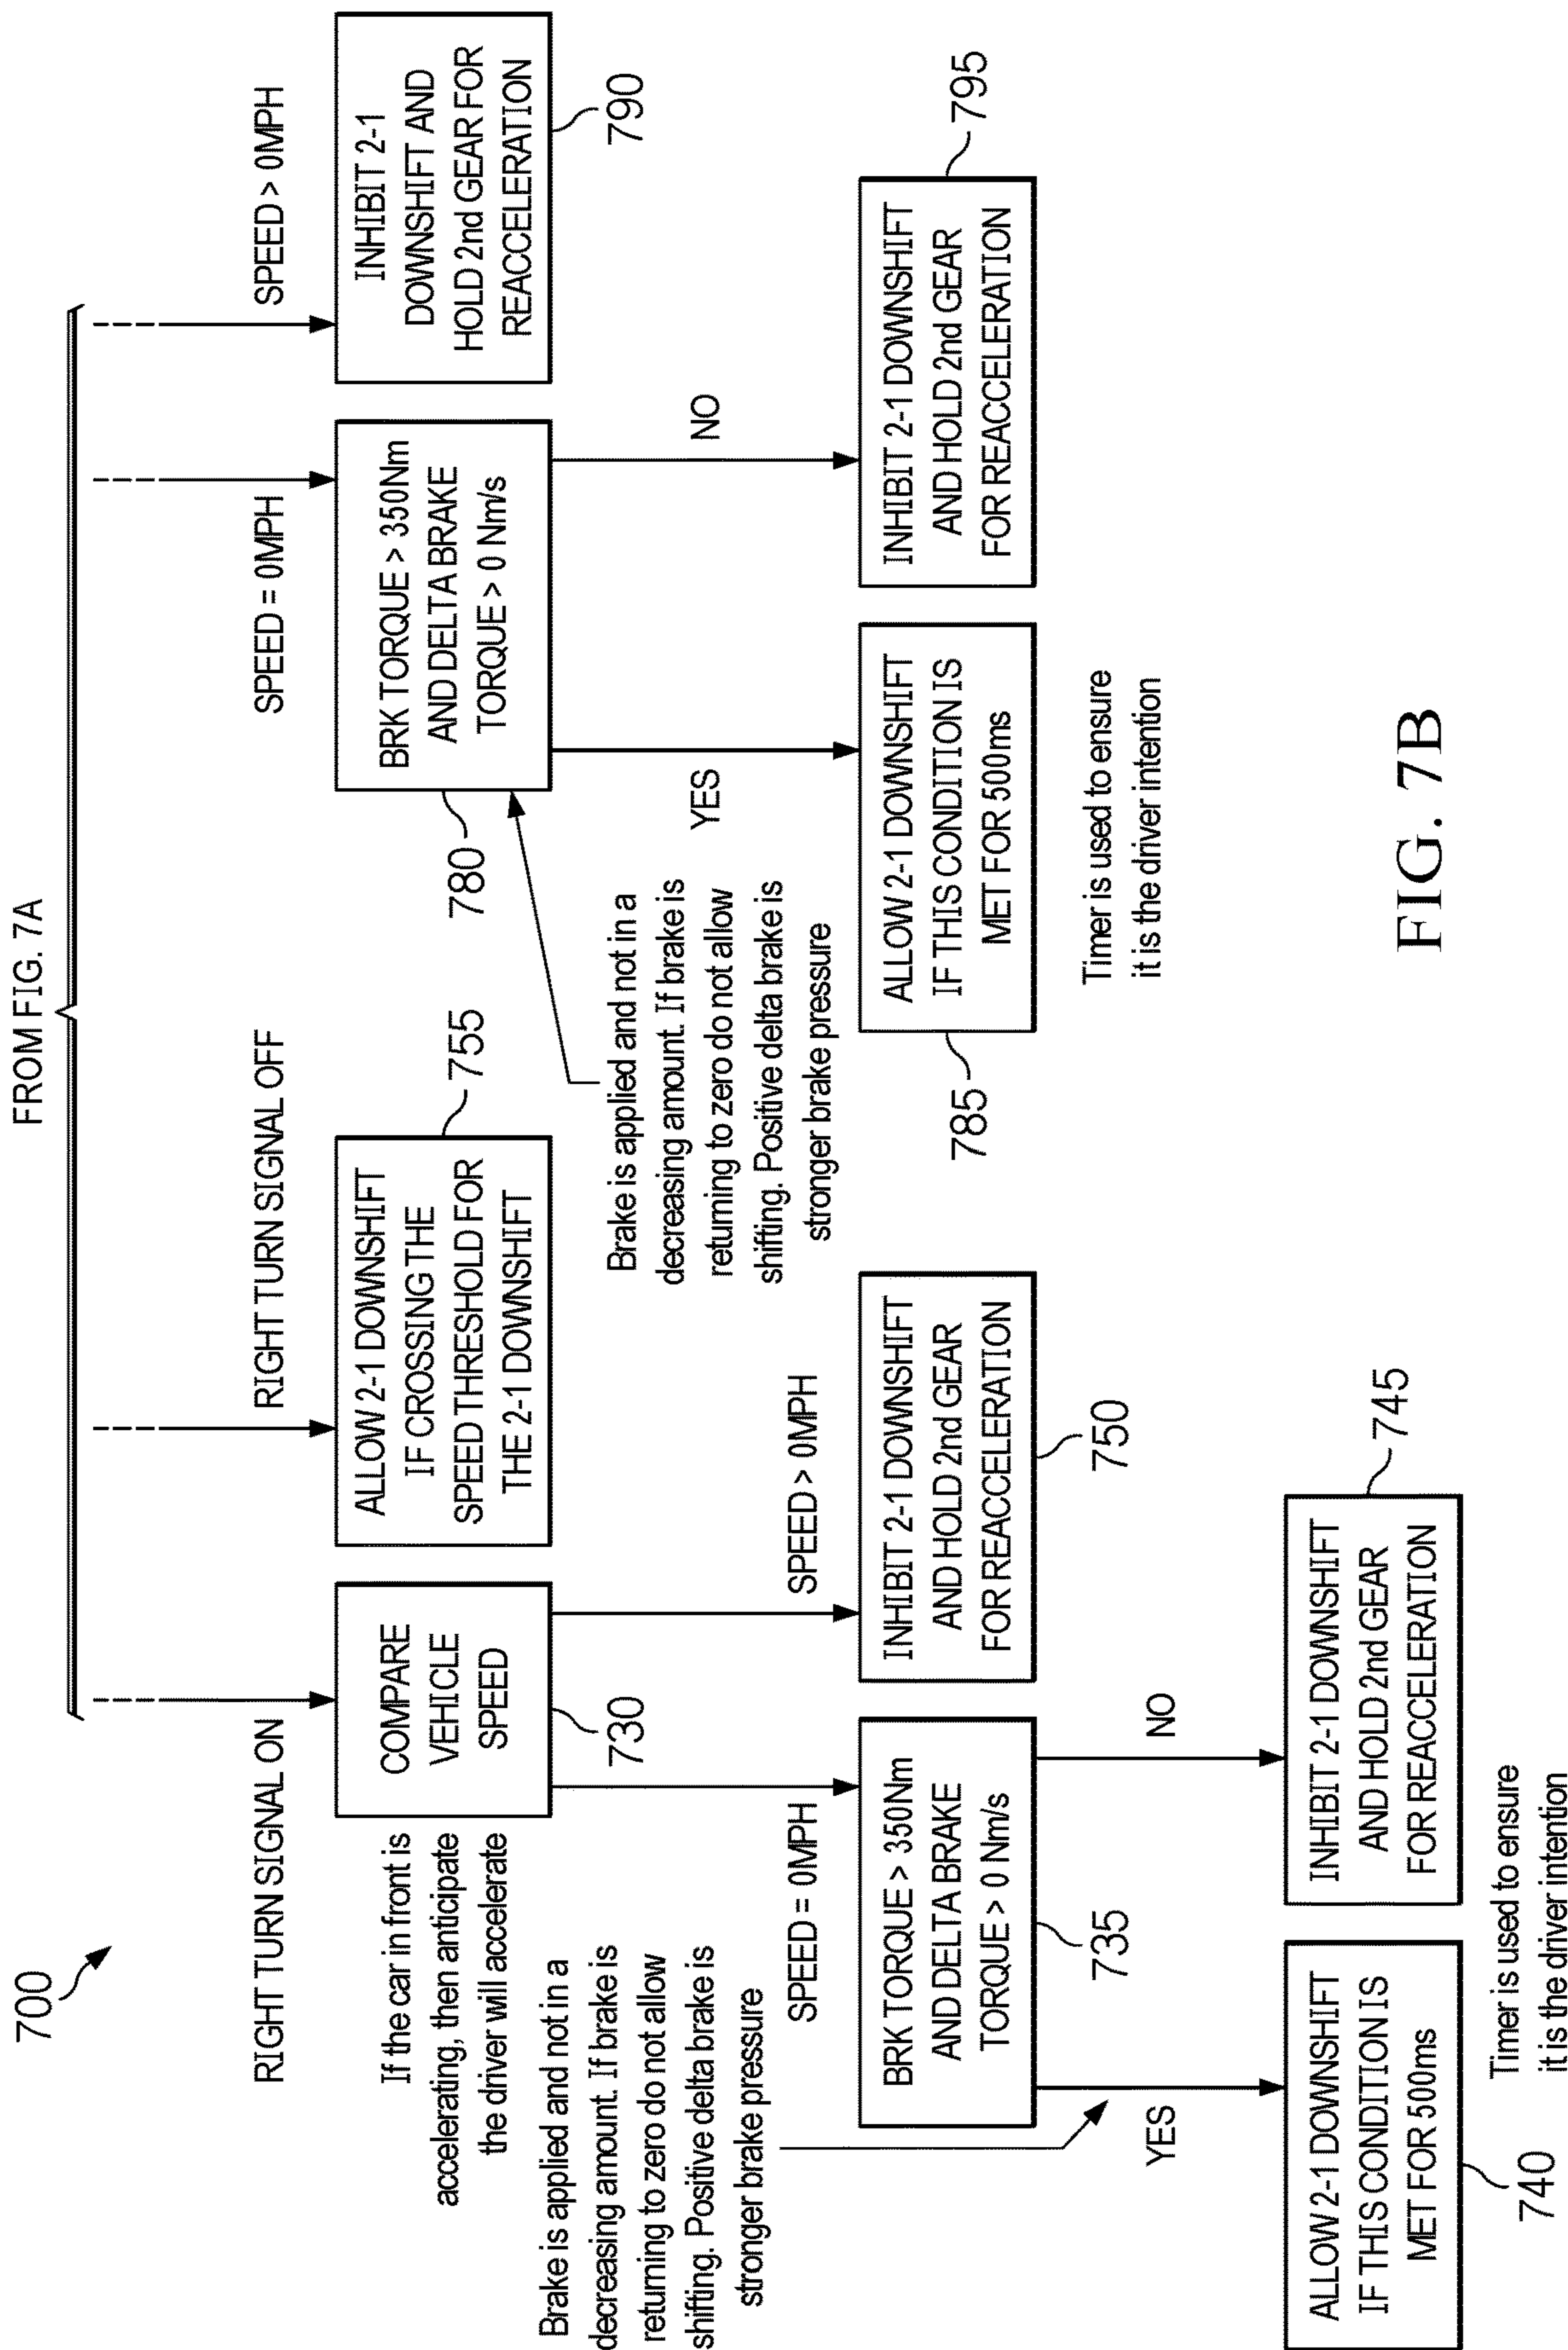 FROM FIG. 7A
700
RIGHT TURN SIGNAL ON
RIGHT TURN SIGNAL OFF
SPEED = 0MPH
SPEED > 0MPH
If the car in front is
accelerating, then anticipate
the driver will accelerate
COMPARE
VEHICLE
SPEED
730
ALLOW 2-1 DOWNSHIFT
IF CROSSING THE
SPEED THRESHOLD FOR
THE 2-1 DOWNSHIFT
755
BRK TORQUE > 350Nm
AND DELTA BRAKE
TORQUE > 0 Nm/s
780
INHIBIT 2-1
DOWNSHIFT AND
HOLD 2nd GEAR FOR
REACCELERATION
790
Brake is applied and not in a
decreasing amount. If brake is
returning to zero do not allow
shifting. Positive delta brake is
stronger brake pressure
SPEED = 0MPH
SPEED > 0MPH
Brake is applied and not in a
decreasing amount. If brake is
returning to zero do not allow
shifting. Positive delta brake is
stronger brake pressure
YES
NO
BRK TORQUE > 350Nm
AND DELTA BRAKE
TORQUE > 0 Nm/s
735
INHIBIT 2-1 DOWNSHIFT
AND HOLD 2nd GEAR
FOR REACCELERATION
750
ALLOW 2-1 DOWNSHIFT
IF THIS CONDITION IS
MET FOR 500ms
785
INHIBIT 2-1 DOWNSHIFT
AND HOLD 2nd GEAR
FOR REACCELERATION
795
Timer is used to ensure
it is the driver intention
YES
NO
ALLOW 2-1 DOWNSHIFT
IF THIS CONDITION IS
MET FOR 500ms
740
INHIBIT 2-1 DOWNSHIFT
AND HOLD 2nd GEAR
FOR REACCELERATION
745
Timer is used to ensure
it is the driver intention
FIG. 7B